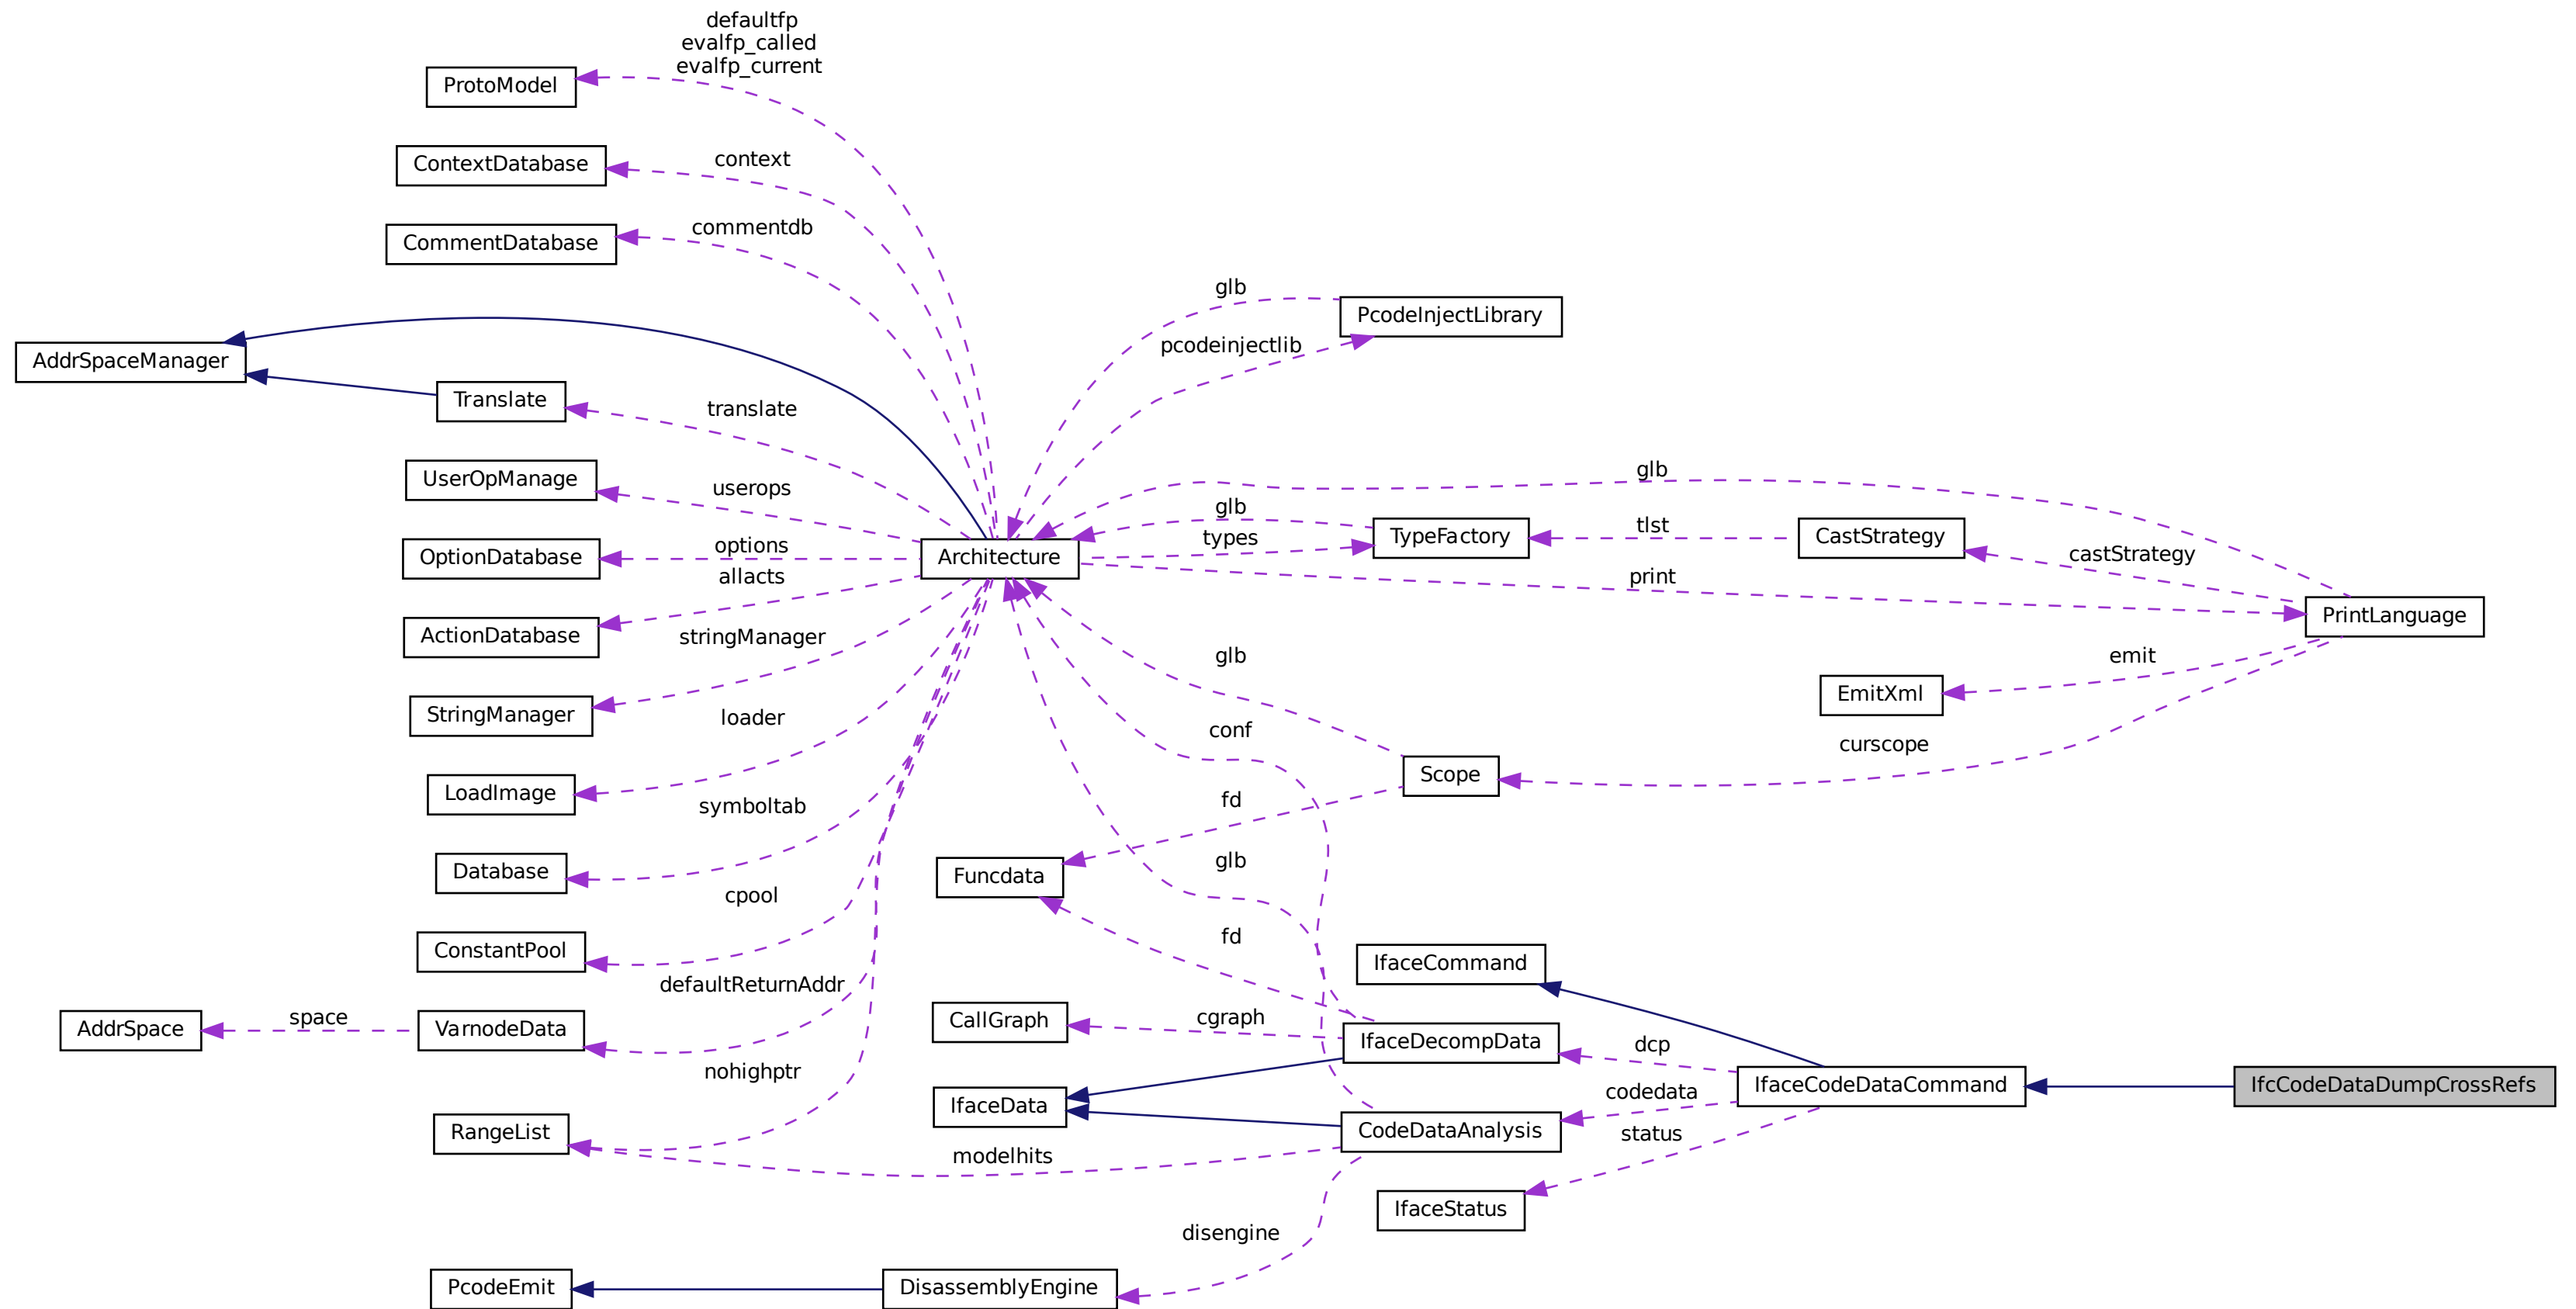 defaultfp
evalfp_called
evalfp_current
ProtoModel
context
ContextDatabase
commentdb
CommentDatabase
glb
PcodeInjectLibrary
pcodeinjectlib
AddrSpaceManager
Translate
translate
glb
UserOpManage
userops
glb
types
TypeFactory
tlst
CastStrategy
castStrategy
OptionDatabase
options
Architecture
allacts
print
PrintLanguage
ActionDatabase
stringManager
glb
emit
EmitXml
StringManager
loader
conf
curscope
Scope
LoadImage
symboltab
fd
Database
Funcdata
glb
cpool
fd
ConstantPool
IfaceCommand
defaultReturnAddr
AddrSpace
space
VarnodeData
CallGraph
cgraph
IfaceDecompData
dcp
nohighptr
IfaceCodeDataCommand
IfcCodeDataDumpCrossRefs
codedata
IfaceData
RangeList
CodeDataAnalysis
status
modelhits
IfaceStatus
disengine
PcodeEmit
DisassemblyEngine